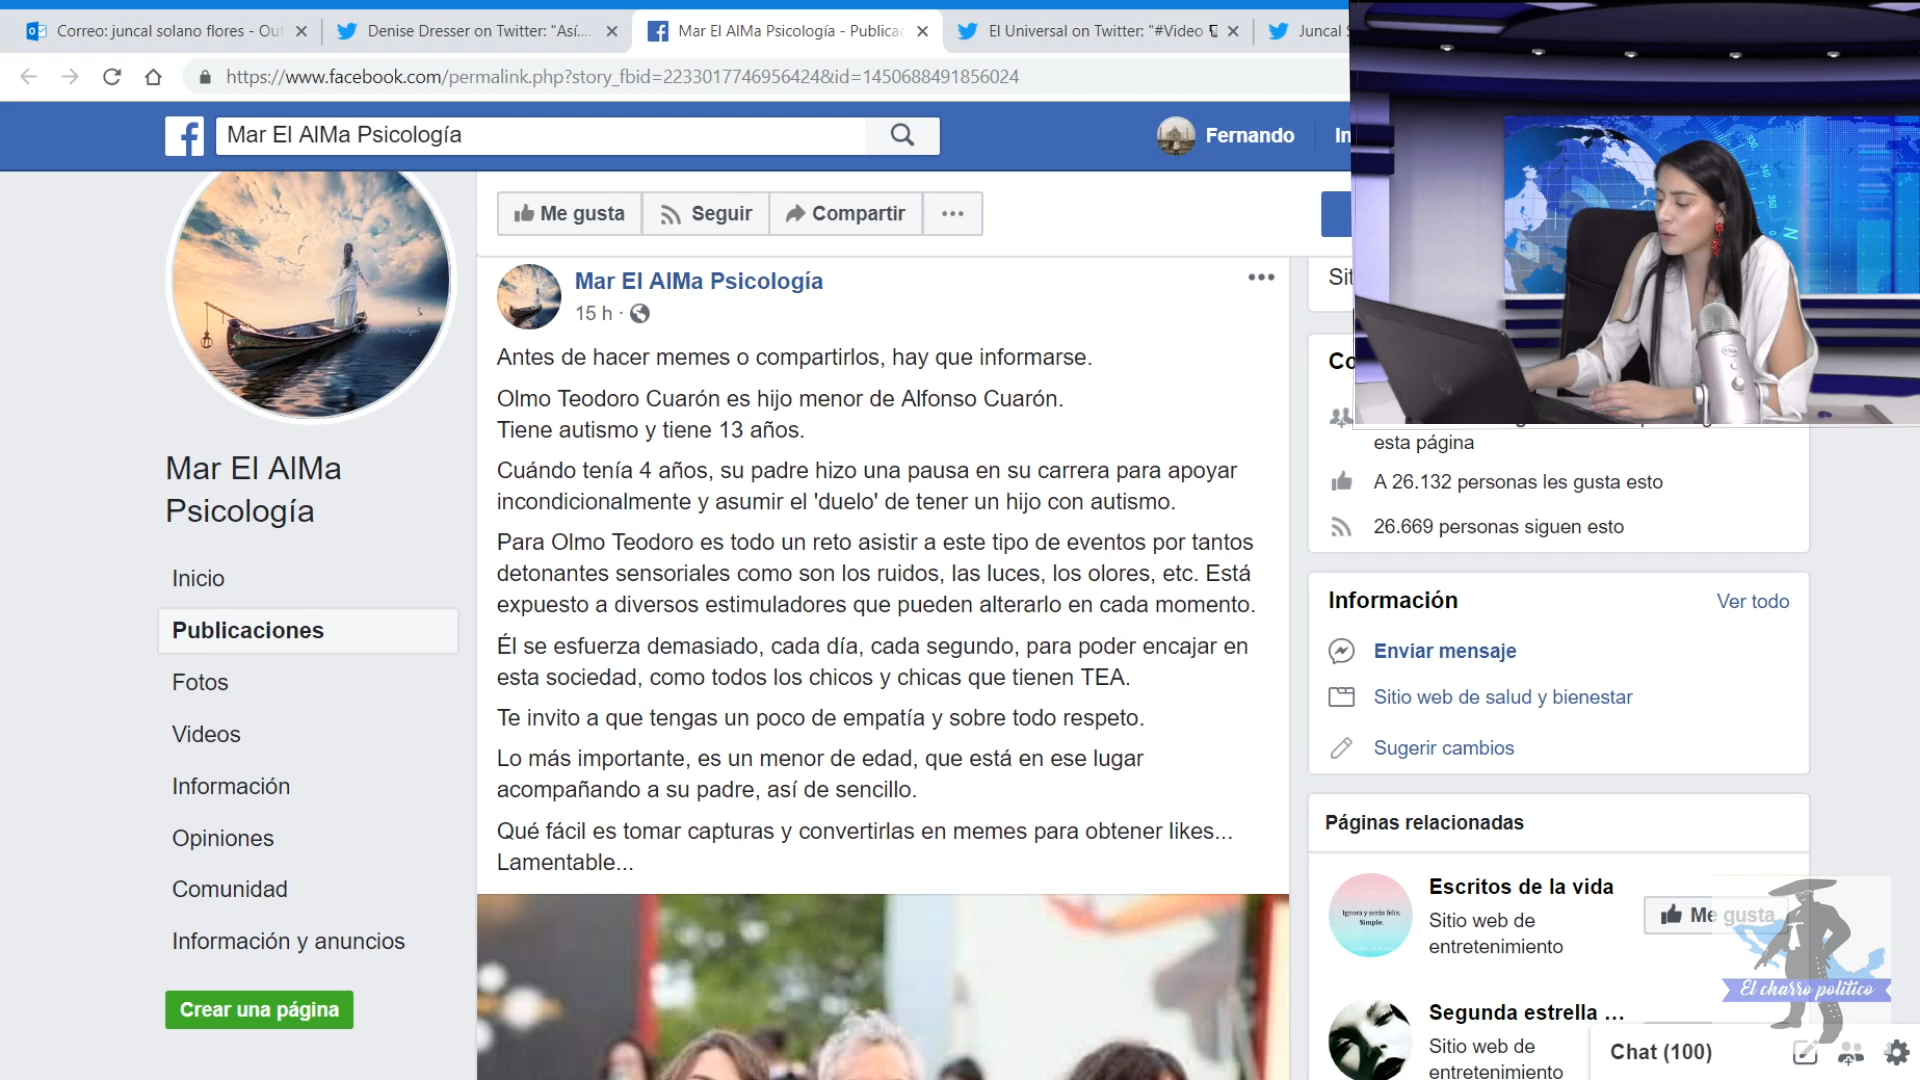 Correo: juncal solano flores - Out
Denise Dresser on Twitter: "Así....
Mar El AlMa Psicología - Publicac
El Universal on Twitter: "#Video
Juncal S
https://www.facebook.com/permalink.php?story_fbid=2233017746956424&id=1450688491856024
Mar El AlMa Psicología
Fernando
In
Me gusta
Seguir
Compartir
Mar El AlMa Psicología
15 h ·
Antes de hacer memes o compartirlos, hay que informarse.
Olmo Teodoro Cuarón es hijo menor de Alfonso Cuarón.
Tiene autismo y tiene 13 años.
Cuándo tenía 4 años, su padre hizo una pausa en su carrera para apoyar
incondicionalmente y asumir el 'duelo' de tener un hijo con autismo.
Para Olmo Teodoro es todo un reto asistir a este tipo de eventos por tantos
detonantes sensoriales como son los ruidos, las luces, los olores, etc. Está
expuesto a diversos estimuladores que pueden alterarlo en cada momento.
Él se esfuerza demasiado, cada día, cada segundo, para poder encajar en
esta sociedad, como todos los chicos y chicas que tienen TEA.
Te invito a que tengas un poco de empatía y sobre todo respeto.
Lo más importante, es un menor de edad, que está en ese lugar
acompañando a su padre, así de sencillo.
Qué fácil es tomar capturas y convertirlas en memes para obtener likes...
Lamentable...
Mar El AlMa
Psicología
Inicio
Publicaciones
Fotos
Videos
Información
Opiniones
Comunidad
Información y anuncios
Crear una página
Sit
Co
esta página
A 26.132 personas les gusta esto
26.669 personas siguen esto
Información
Ver todo
Enviar mensaje
Sitio web de salud y bienestar
Sugerir cambios
Páginas relacionadas
Ignora y serás feliz.
Simple.
Escritos de la vida
Sitio web de
entretenimiento
Me gusta
El charro político
Segunda estrella ...
Sitio web de
entretenimiento
Chat (100)